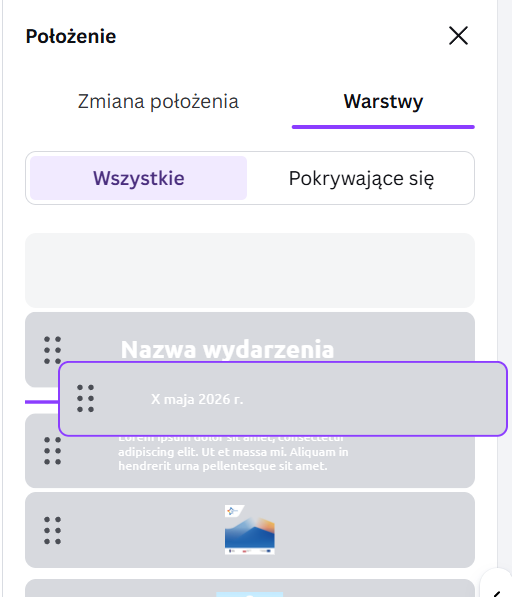 Położenie
Zmiana położenia
Warstwy
Wszystkie
Pokrywające się
Nazwa wydarzenia
X maja 2026 r.
Lorem ipsum dolor sit amet, consectetur
adipiscing elit. Ut et massa mi. Aliquam in
hendrerit urna pellentesque sit amet.